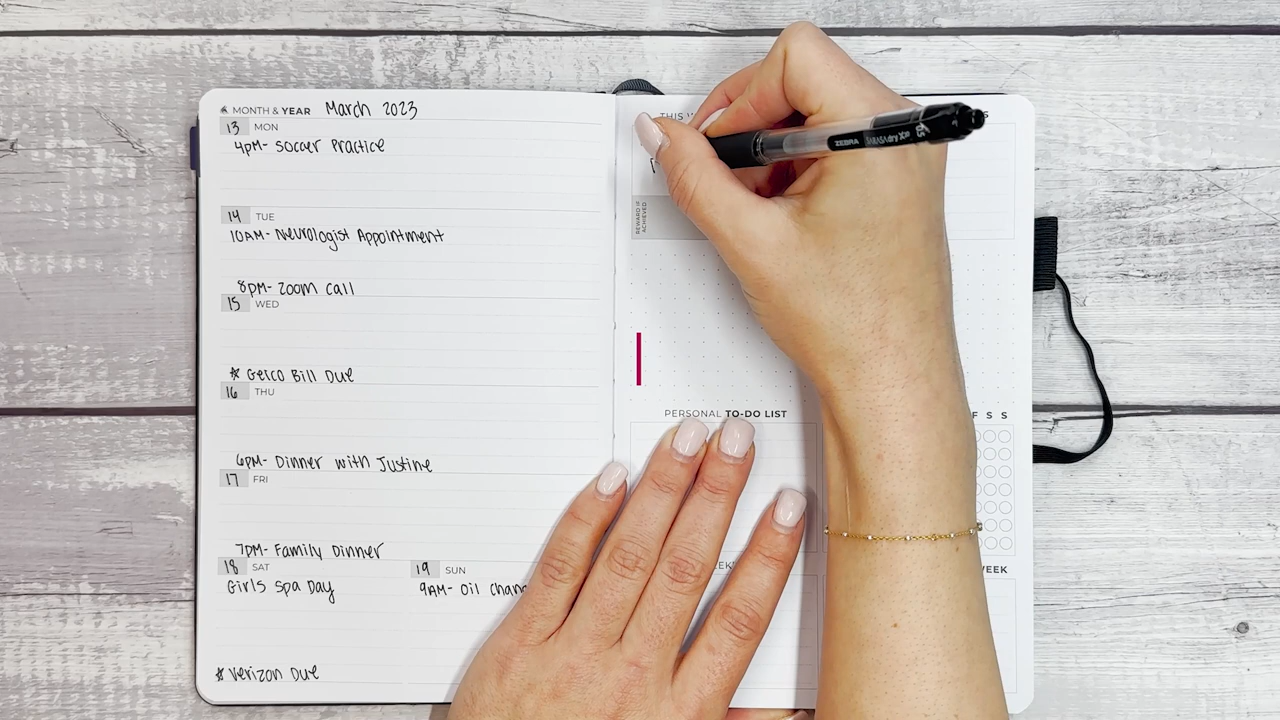 MONTH & YEAR March 2023
13 MON
4PM- Soccer Practice
14 TUE
10AM- Neurologist Appointment
8PM- Zoom call
15 WED
★ Geico Bill Due
16 THU
6PM- Dinner with Justine
17 FRI
7PM- Family Dinner
18 SAT
Girls Spa Day
★ Verizon Due
19 SUN
9AM- Oil Chang
THIS W
REWARD IF
ACHIEVED
ZEBRA
PERSONAL TO-DO LIST
F S S
WEEK